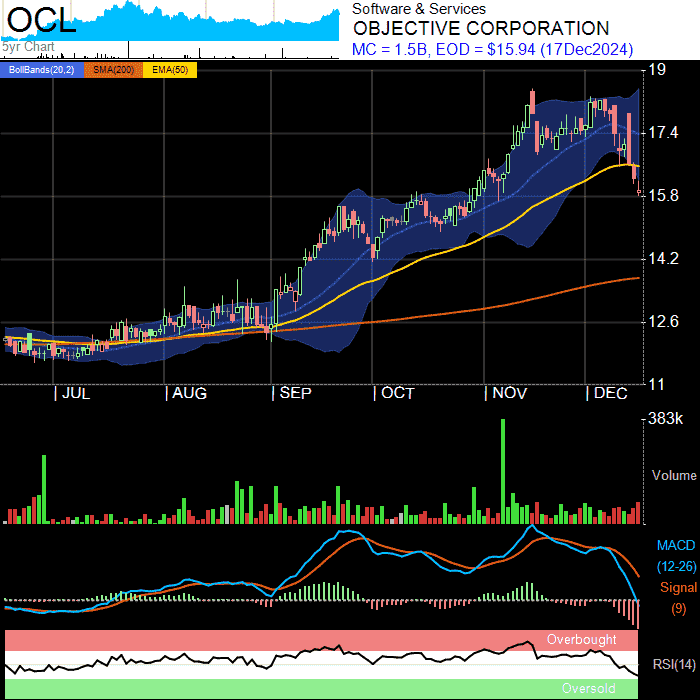 OCL
5yr Chart
Software & Services
OBJECTIVE CORPORATION
MC = 1.5B, EOD = $15.94 (17Dec2024)
BollBands(20,2) SMA(200) EMA(50)
19
17.4
15.8
14.2
12.6
11
JUL AUG SEP OCT NOV DEC
383k
Volume
MACD
(12-26)
Signal
(9)
Overbought
RSI(14)
Oversold